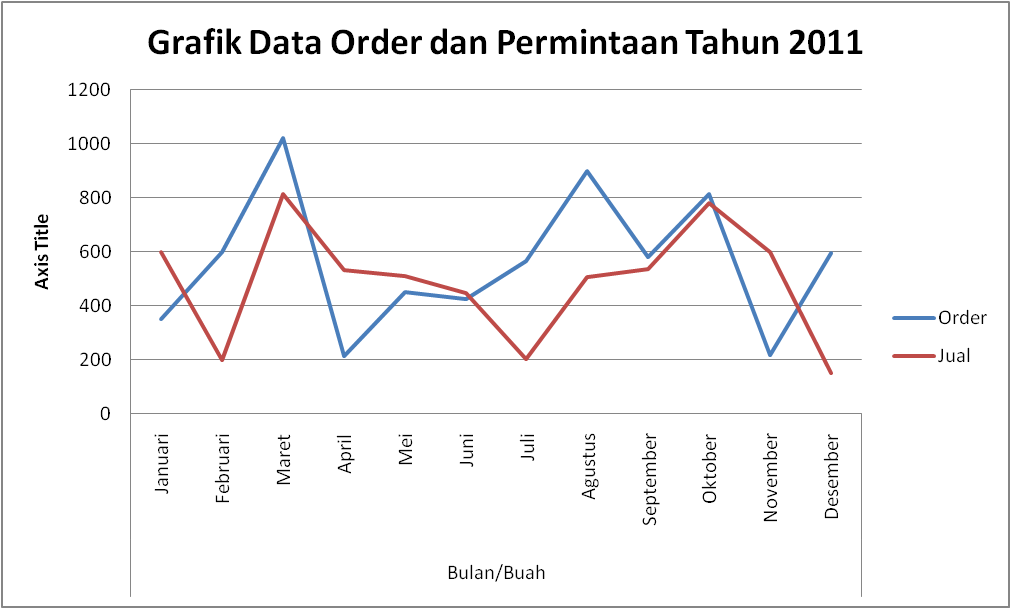 Grafik Data Order dan Permintaan Tahun 2011
Axis Title
1200
1000
800
600
400
200
0
Januari
Februari
Maret
April
Mei
Juni
Juli
Agustus
September
Oktober
November
Desember
Bulan/Buah
Order
Jual